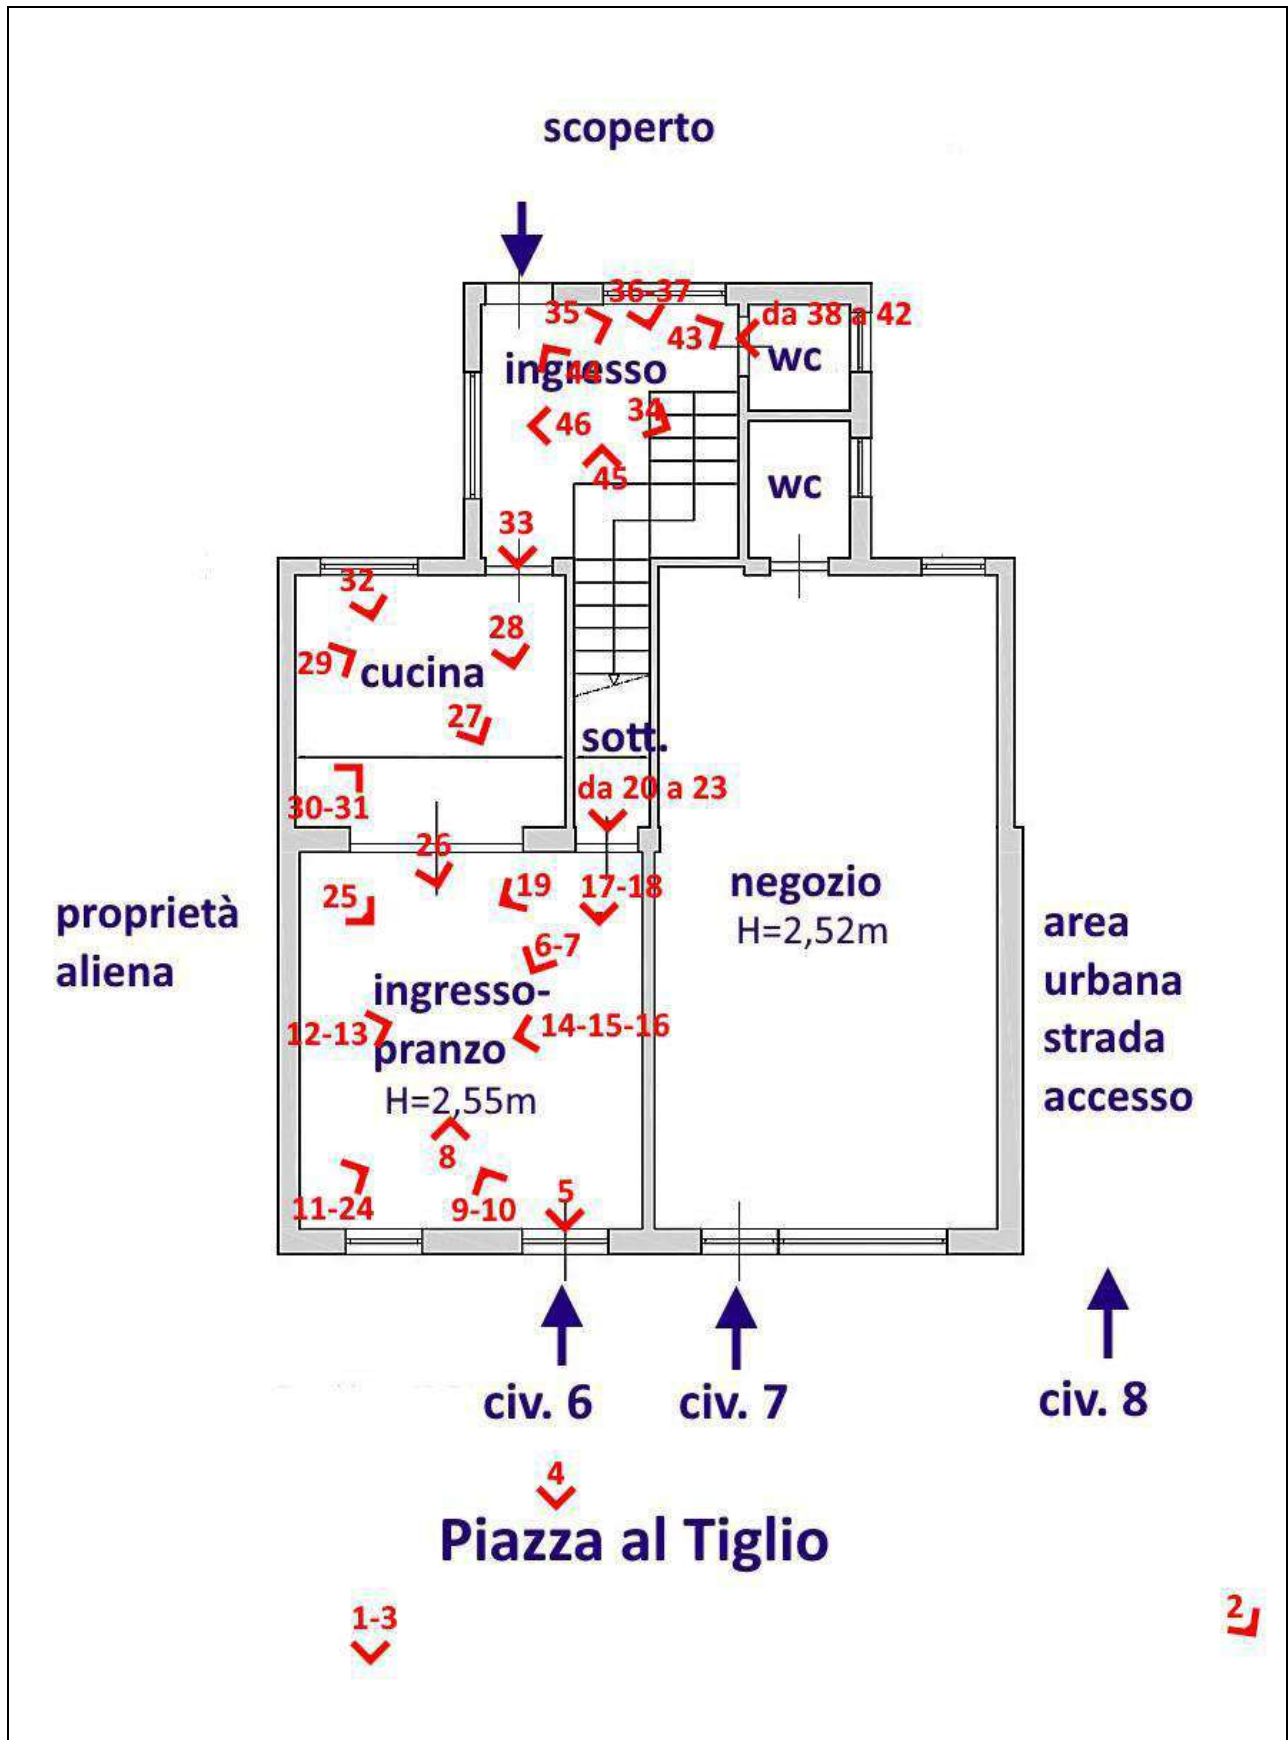 scoperto
36-37
35
43
da 38 a 42
wc
ingresso
44
34
46
45
wc
33
32
28
29
cucina
27
sott.
da 20 a 23
30-31
26
25
19
17-18
negozio
H=2,52m
proprietà
aliena
area
urbana
strada
accesso
6-7
ingresso-
12-13
14-15-16
pranzo
H=2,55m
8
11-24
9-10
5
civ. 6
civ. 7
civ. 8
4
Piazza al Tiglio
1-3
2